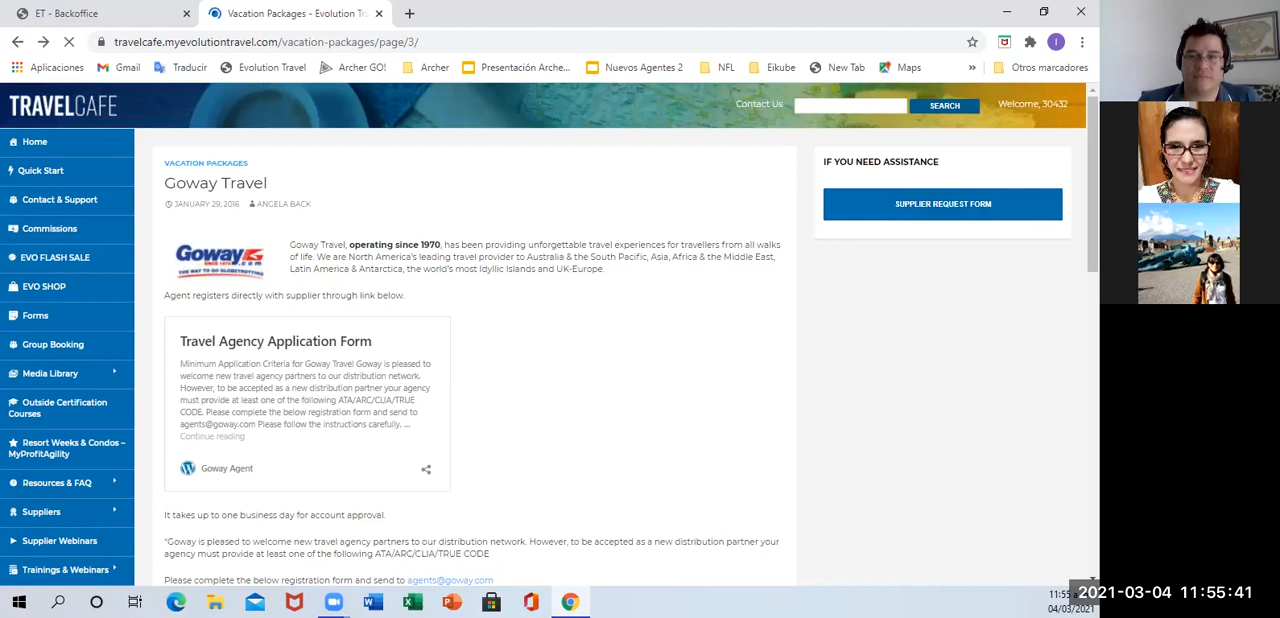 ET - Backoffice
Vacation Packages - Evolution To
travelcafe.myevolutiontravel.com/vacation-packages/page/3/
Aplicaciones
Gmail
Traducir
Evolution Travel
Archer GO!
Archer
Presentación Arche...
Nuevos Agentes 2
NFL
Eikube
New Tab
Maps
»
Otros marcadores
TRAVELCAFE
Contact Us
SEARCH
Welcome, 30432
Home
Quick Start
Contact & Support
Commissions
EVO FLASH SALE
EVO SHOP
Forms
Group Booking
Media Library
Outside Certification
Courses
Resort Weeks & Condos –
MyProfitAgility
Resources & FAQ
Suppliers
Supplier Webinars
Trainings & Webinars
VACATION PACKAGES
Goway Travel
JANUARY 29, 2016 ANGELA BACK
Goway.com
THE WAY TO GO GLOBETROTTING
Goway Travel, operating since 1970, has been providing unforgettable travel experiences for travellers from all walks
of life. We are North America's leading travel provider to Australia & the South Pacific, Asia, Africa & the Middle East,
Latin America & Antarctica, the world's most Idyllic Islands and UK-Europe.
Agent registers directly with supplier through link below.
Travel Agency Application Form
Minimum Application Criteria for Goway Travel Goway is pleased to
welcome new travel agency partners to our distribution network.
However, to be accepted as a new distribution partner your agency
must provide at least one of the following ATA/ARC/CLIA/TRUE
CODE. Please complete the below registration form and send to
agents@goway.com Please follow the instructions carefully. ...
Continue reading
Goway Agent
It takes up to one business day for account approval.
"Goway is pleased to welcome new travel agency partners to our distribution network. However, to be accepted as a new distribution partner your
agency must provide at least one of the following ATA/ARC/CLIA/TRUE CODE
Please complete the below registration form and send to agents@goway.com
IF YOU NEED ASSISTANCE
SUPPLIER REQUEST FORM
11:55 a
04/03/2021
2021-03-04 11:55:41